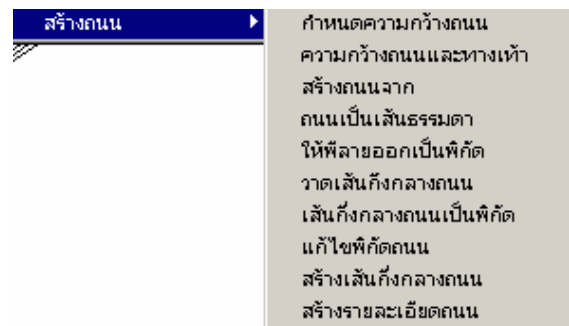 สร้างถนน
กำหนดความกว้างถนน
ความกว้างถนนและทางเท้า
สร้างถนนจาก
ถนนเป็นเส้นธรรมดา
ให้พีลายออกเป็นพิกัด
วาดเส้นกึ่งกลางถนน
เส้นกึ่งกลางถนนเป็นพิกัด
แก้ไขพิกัดถนน
สร้างเส้นกึ่งกลางถนน
สร้างรายละเอียดถนน